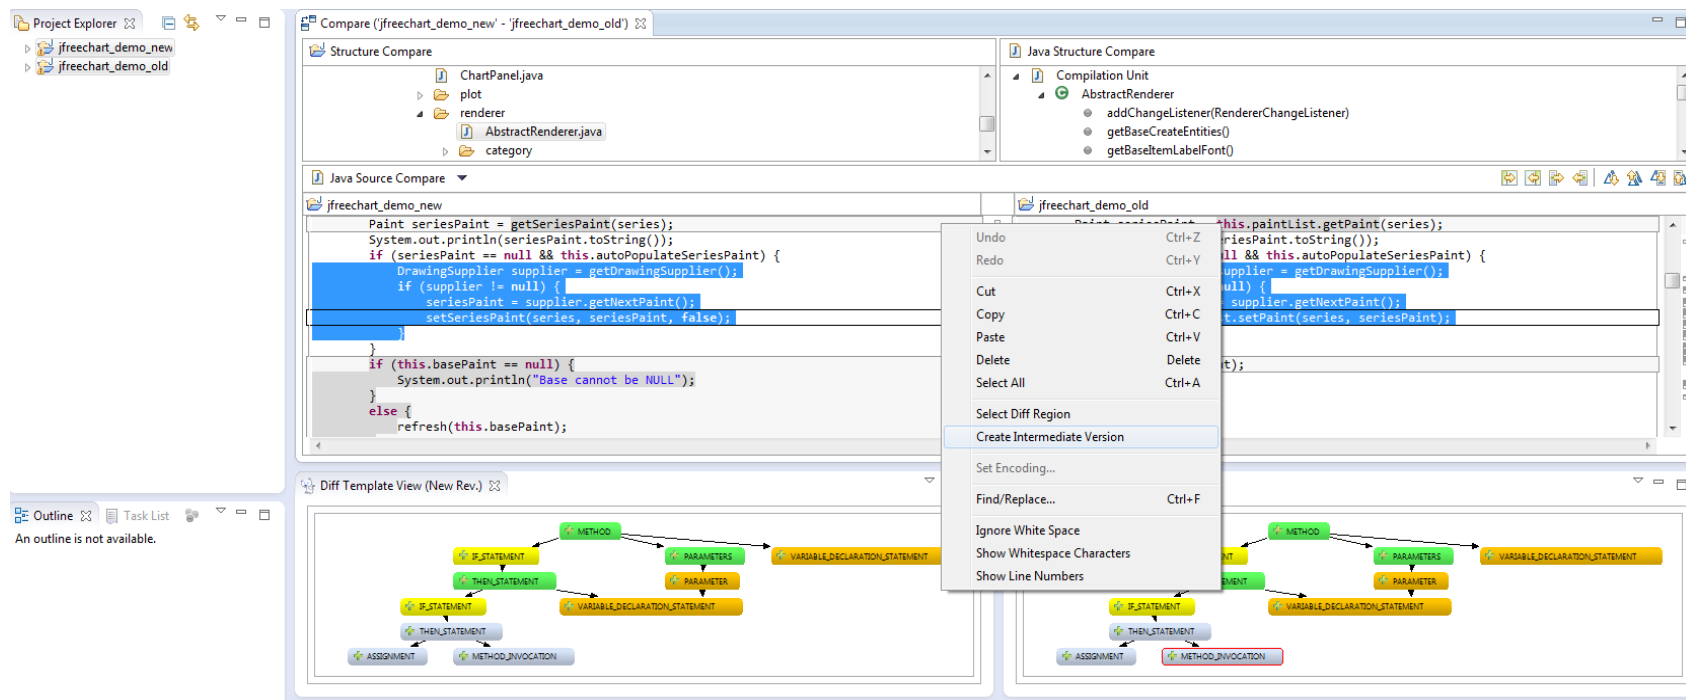 Project Explorer
jfreechart_demo_new
jfreechart_demo_old
Compare ('jfreechart_demo_new' - 'jfreechart_demo_old')
Structure Compare
ChartPanel.java
plot
renderer
AbstractRenderer.java
category
Java Structure Compare
Compilation Unit
AbstractRenderer
addChangeListener(RendererChangeListener)
getBaseCreateEntities()
getBaseItemLabelFont()
Java Source Compare
jfreechart_demo_new
Paint seriesPaint = getSeriesPaint(series);
System.out.println(seriesPaint.toString());
if (seriesPaint == null && this.autoPopulateSeriesPaint) {
DrawingSupplier supplier = getDrawingSupplier();
if (supplier != null) {
seriesPaint = supplier.getNextPaint();
setSeriesPaint(series, seriesPaint, false);
}
}
if (this.basePaint == null) {
System.out.println("Base cannot be NULL");
}
else {
refresh(this.basePaint);
jfreechart_demo_old
this.paintList.getPaint(series);
riesPaint.toString());
ll && this.autoPopulateSeriesPaint) {
upplier = getDrawingSupplier();
ull) {
supplier.getNextPaint();
t.setPaint(series, seriesPaint);
t);
Undo Ctrl+Z
Redo Ctrl+Y
Cut Ctrl+X
Copy Ctrl+C
Paste Ctrl+V
Delete Delete
Select All Ctrl+A
Select Diff Region
Create Intermediate Version
Set Encoding...
Find/Replace... Ctrl+F
Ignore White Space
Show Whitespace Characters
Show Line Numbers
Outline
Task List
An outline is not available.
Diff Template View (New Rev.)
METHOD
IF_STATEMENT PARAMETERS VARIABLE_DECLARATION_STATEMENT
THEN_STATEMENT PARAMETER
IF_STATEMENT VARIABLE_DECLARATION_STATEMENT
THEN_STATEMENT
ASSIGNMENT METHOD_INVOCATION
METHOD
NT PARAMETERS VARIABLE_DECLARATION_STATEMENT
EMENT PARAMETER
IF_STATEMENT VARIABLE_DECLARATION_STATEMENT
THEN_STATEMENT
ASSIGNMENT METHOD_INVOCATION